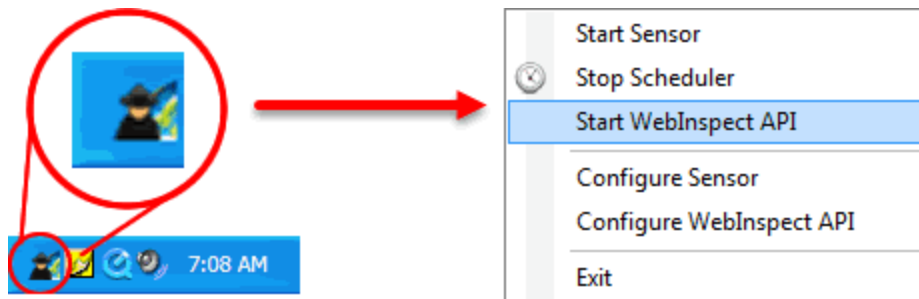 7:08 AM
Start Sensor
Stop Scheduler
Start WebInspect API
Configure Sensor
Configure WebInspect API
Exit